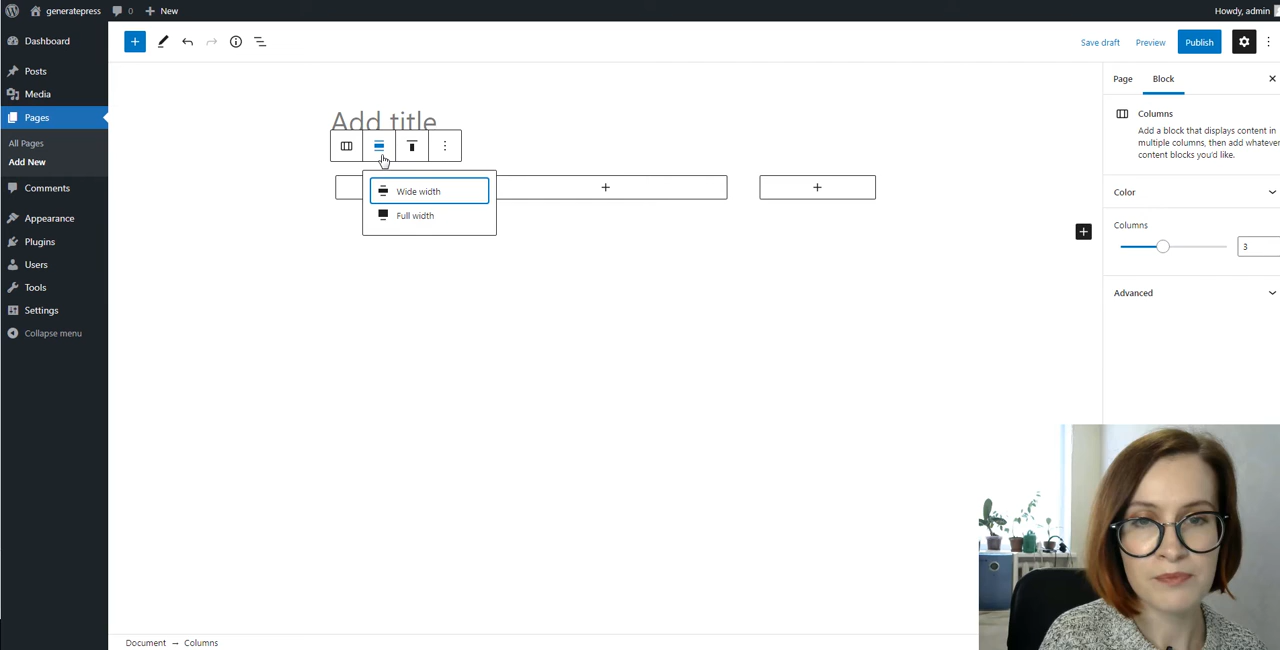 generatepress 0 New Howdy, admin
Dashboard
Posts
Media
Pages
All Pages
Add New
Comments
Appearance
Plugins
Users
Tools
Settings
Collapse menu
Save draft Preview Publish
Add title
Wide width
Full width
Page Block
Columns
Add a block that displays content in
multiple columns, then add whatever
content blocks you'd like.
Color
Columns
3
Advanced
Document → Columns